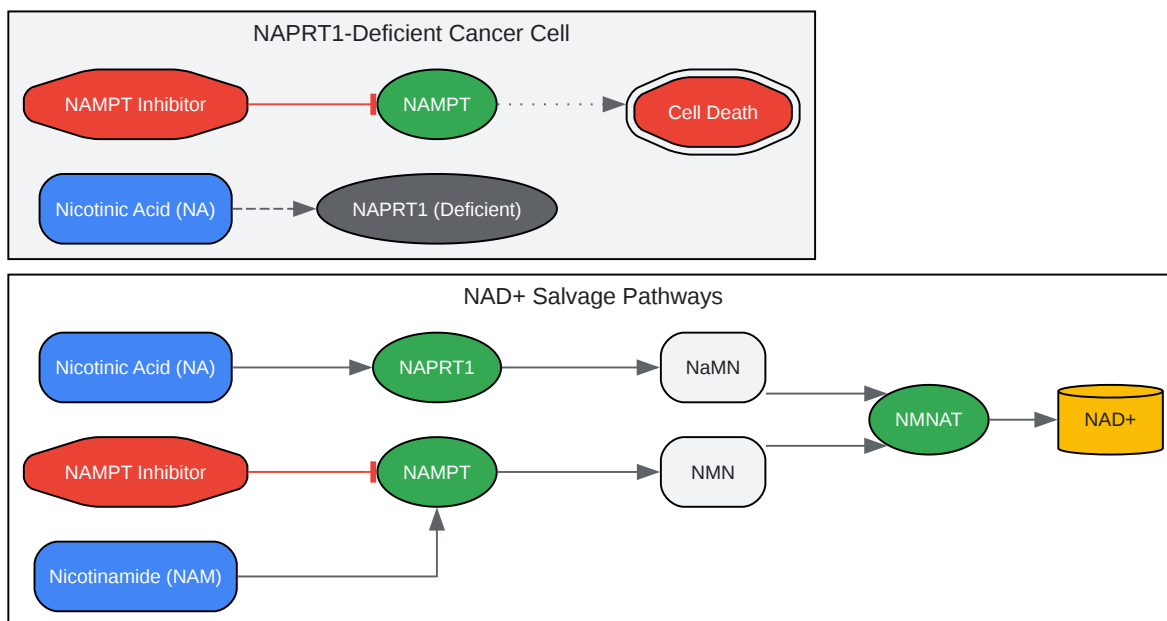 NAPRT1-Deficient Cancer Cell
NAMPT Inhibitor
NAMPT
Cell Death
Nicotinic Acid (NA)
NAPRT1 (Deficient)
NAD+ Salvage Pathways
Nicotinic Acid (NA)
NAPRT1
NaMN
NMNAT
NAD+
NAMPT Inhibitor
NAMPT
NMN
Nicotinamide (NAM)